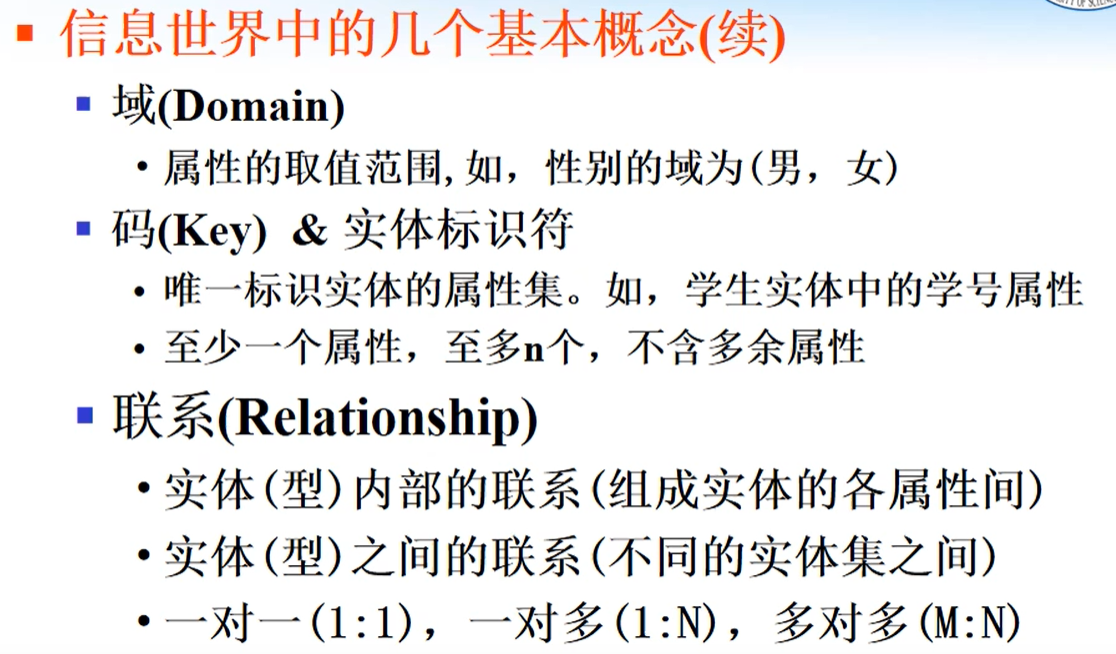 信息世界中的几个基本概念(续)
域(Domain)
•属性的取值范围,如，性别的域为(男，女)
码(Key) & 实体标识符
•唯一标识实体的属性集。如，学生实体中的学号属性
•至少一个属性，至多n个，不含多余属性
联系(Relationship)
•实体(型)内部的联系(组成实体的各属性间)
•实体(型)之间的联系(不同的实体集之间)
•一对一(1:1)，一对多(1:N)，多对多(M:N)